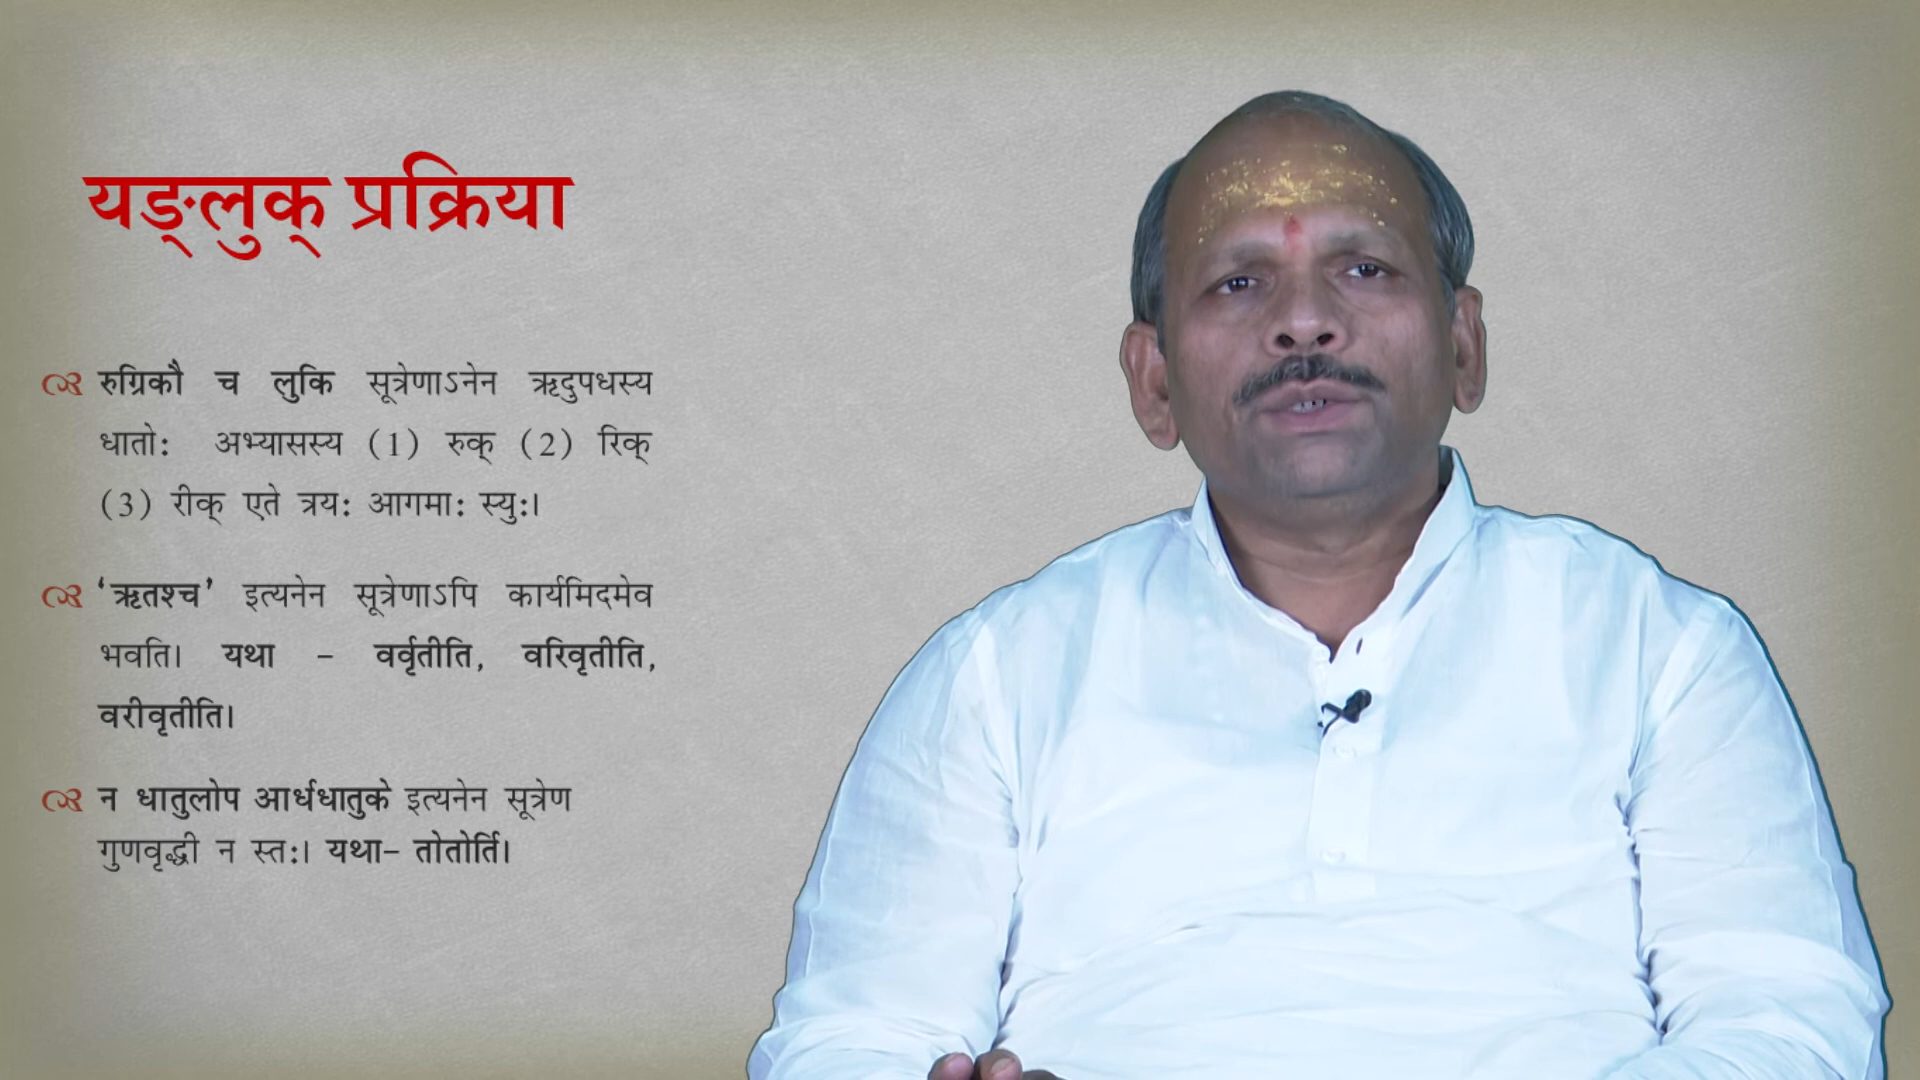 यङ्लुक् प्रक्रिया
रुग्रिकौ च लुकि सूत्रेणाऽनेन ऋदुपधस्य
धातो: अभ्यासस्य (1) रुक् (2) रिक्
(3) रीक् एते त्रय: आगमा: स्यु:।
‘ऋतश्च’ इत्यनेन सूत्रेणाऽपि कार्यमिदमेव
भवति। यथा – वर्वृतीति, वरिवृतीति,
वरीवृतीति।
न धातुलोप आर्धधातुके इत्यनेन सूत्रेण
गुणवृद्धी न स्त:। यथा– तोतोर्ति।